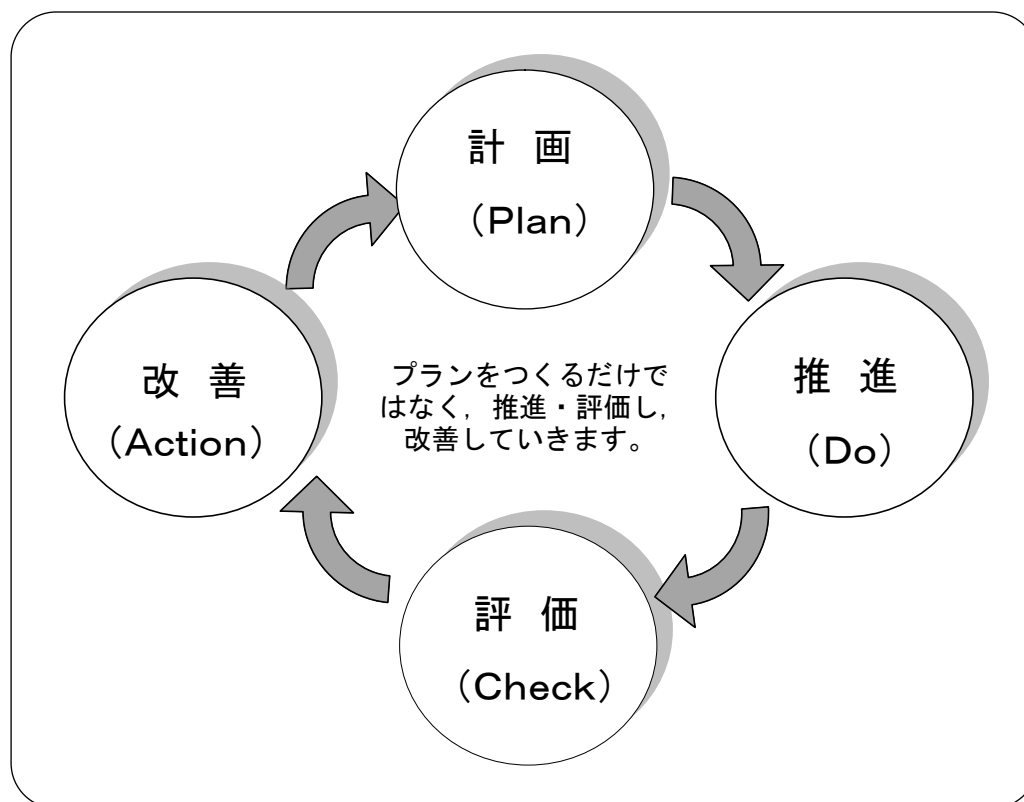 計 画
（Plan）
推 進
（Do）
評 価
（Check）
改 善
（Action）
プランをつくるだけで
はなく，推進・評価し，
改善していきます。